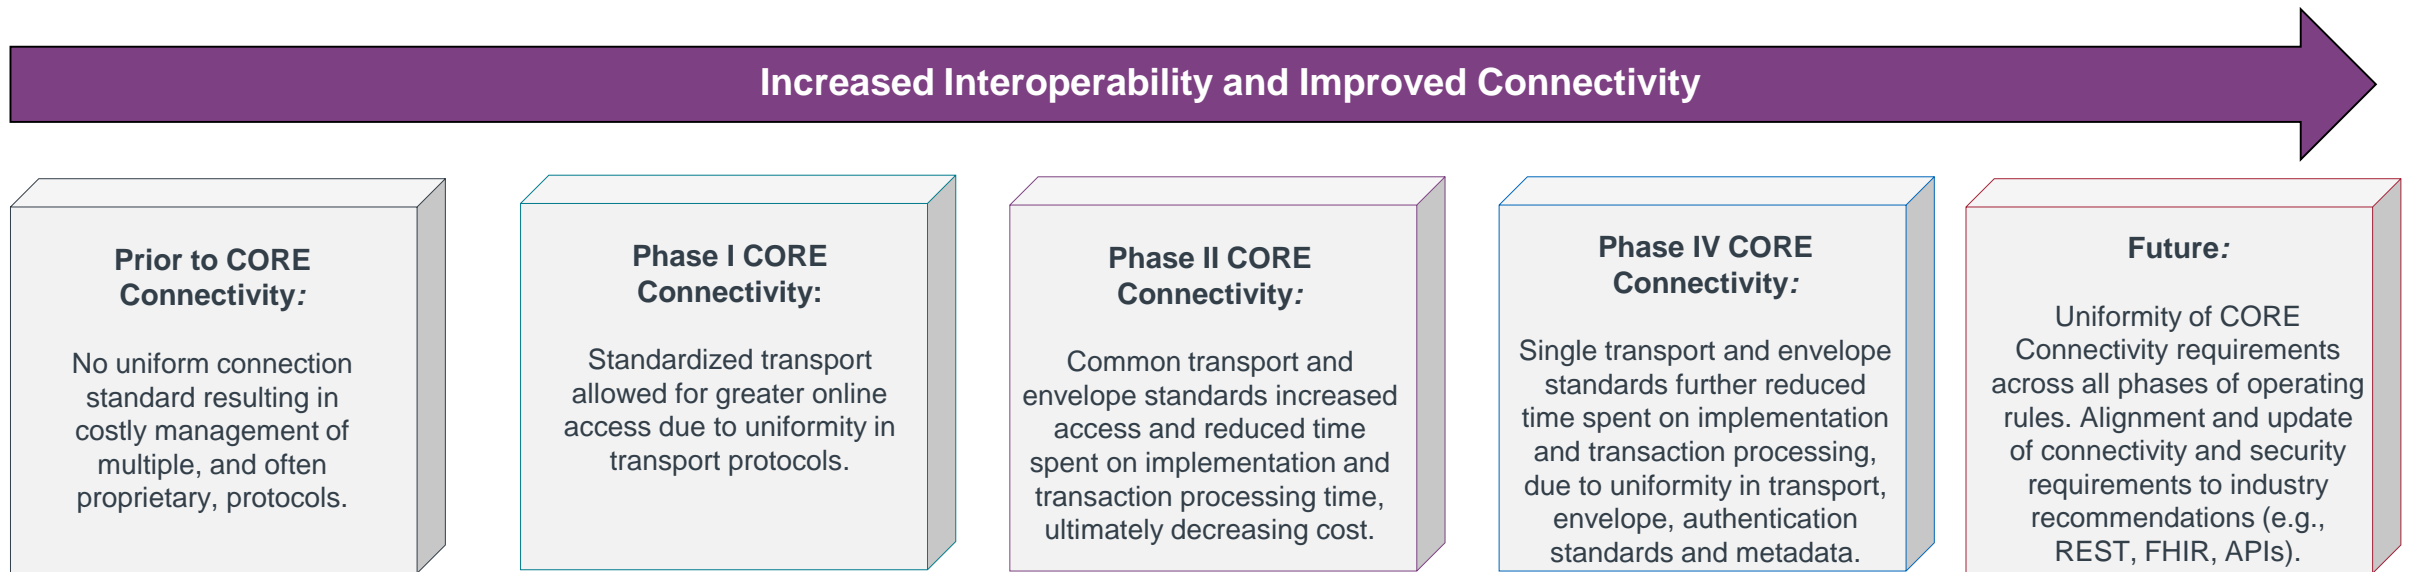 Increased Interoperability and Improved Connectivity
Prior to CORE
Connectivity:
No uniform connection
standard resulting in
costly management of
multiple, and often
proprietary, protocols.
Phase I CORE
Connectivity:
Standardized transport
allowed for greater online
access due to uniformity in
transport protocols.
Phase II CORE
Connectivity:
Common transport and
envelope standards increased
access and reduced time
spent on implementation and
transaction processing time,
ultimately decreasing cost.
Phase IV CORE
Connectivity:
Single transport and envelope
standards further reduced
time spent on implementation
and transaction processing,
due to uniformity in transport,
envelope, authentication
standards and metadata.
Future:
Uniformity of CORE
Connectivity requirements
across all phases of operating
rules. Alignment and update
of connectivity and security
requirements to industry
recommendations (e.g.,
REST, FHIR, APIs).